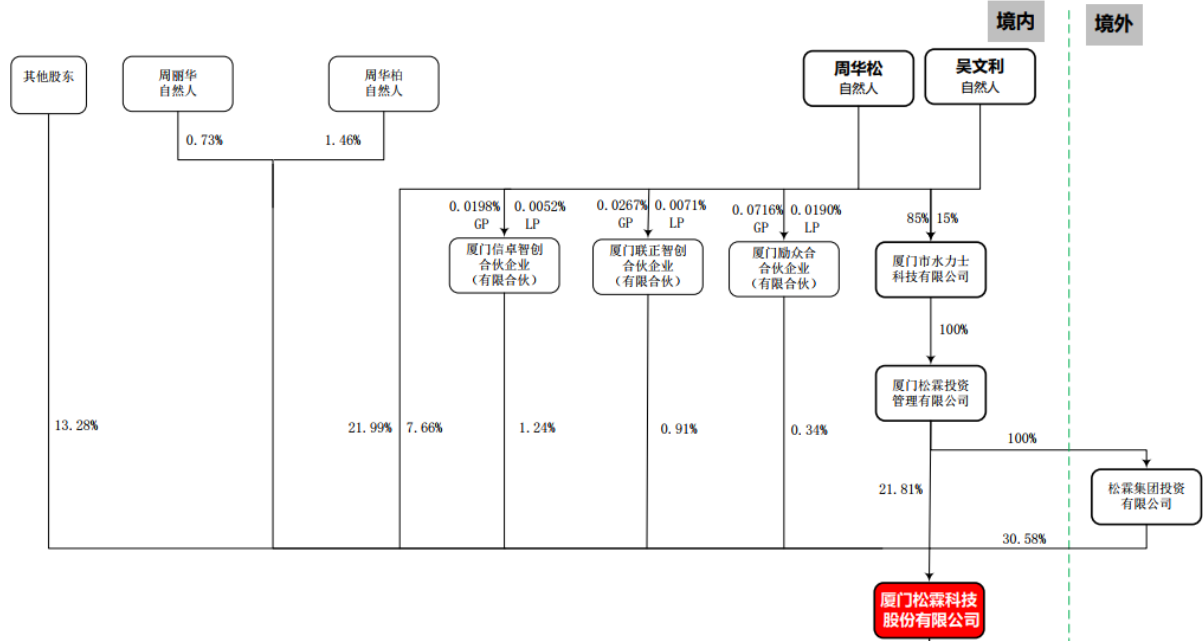 境内
境外
其他股东
周丽华
自然人
周华柏
自然人
周华松
自然人
吴文利
自然人
0.73%
1.46%
0.0198%
GP
0.0052%
LP
0.0267%
GP
0.0071%
LP
0.0716%
GP
0.0190%
LP
85%
15%
厦门信卓智创
合伙企业
（有限合伙）
厦门联正智创
合伙企业
（有限合伙）
厦门励众合
合伙企业
（有限合伙）
厦门市水力士
科技有限公司
100%
厦门松霖投资
管理有限公司
13.28%
21.99%
7.66%
1.24%
0.91%
0.34%
100%
21.81%
松霖集团投资
有限公司
30.58%
厦门松霖科技
股份有限公司